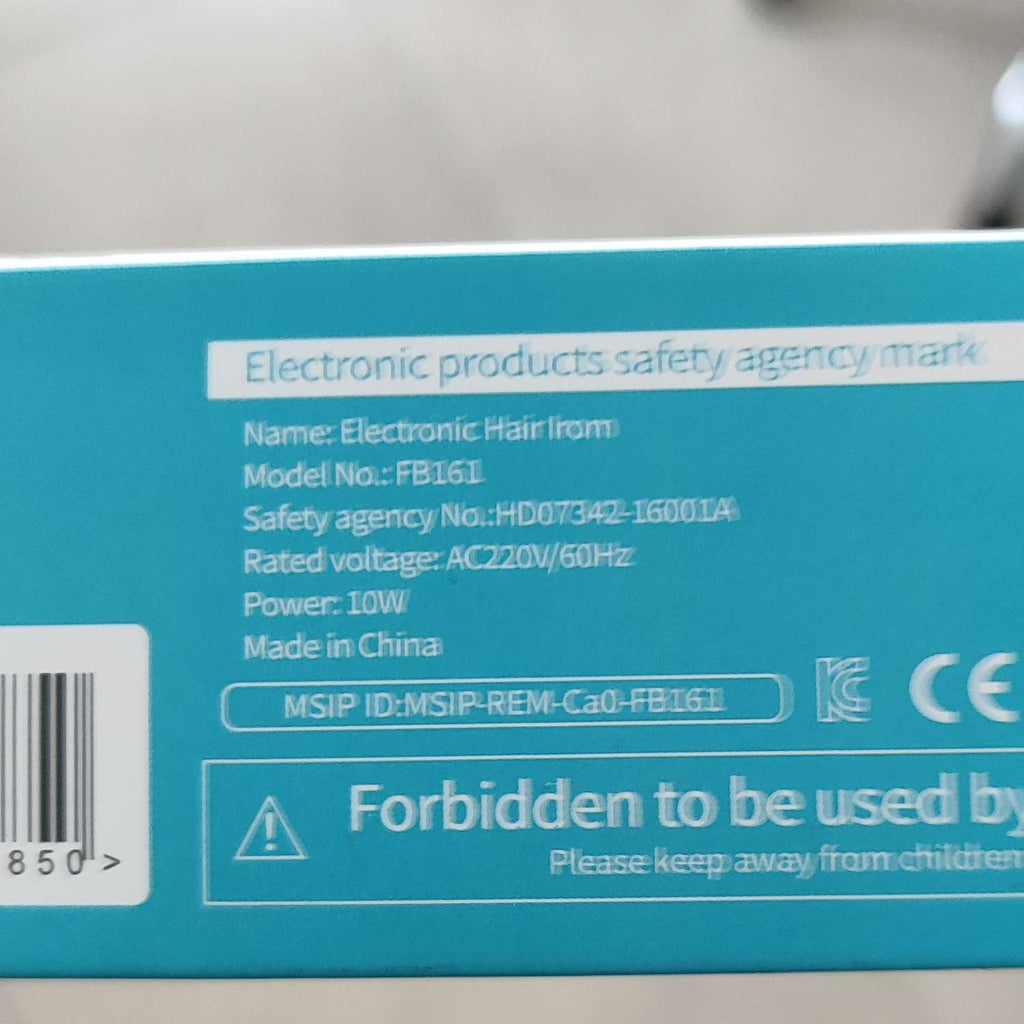 Electronic products safety agency mark
Name: Electronic Hair Irom
Model No.: FB161
Safety agency No.:HD07342-16001A
Rated voltage: AC220V/60Hz
Power: 10W
Made in China
MSIP ID:MSIP-REM-Ca0-FB161
CE
850>
Forbidden to be used by
Please keep away from children